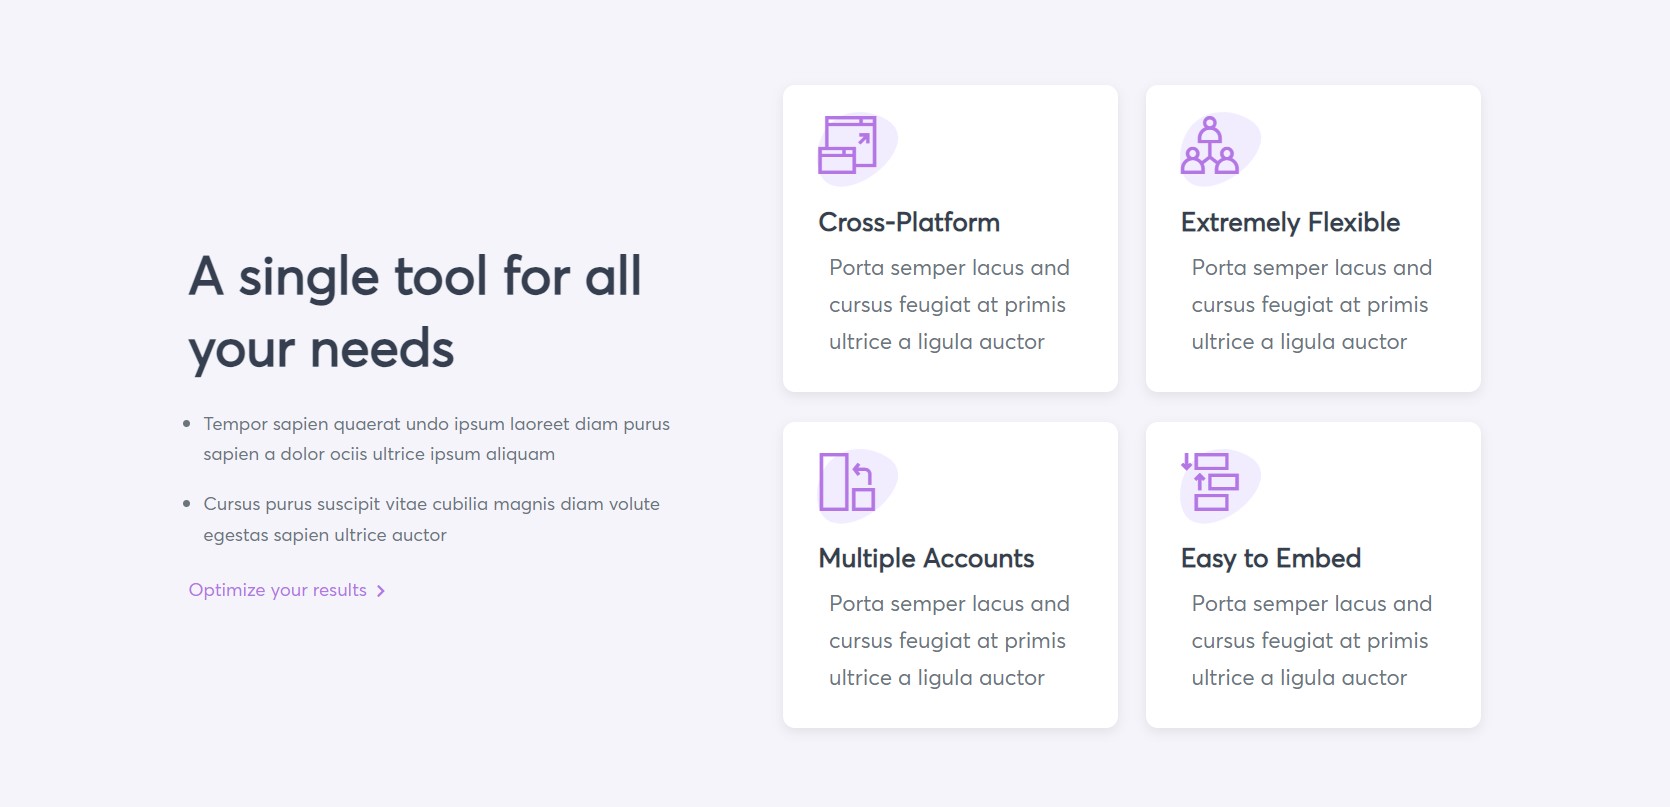 A single tool for all
your needs
Tempor sapien quaerat undo ipsum laoreet diam purus
sapien a dolor ociis ultrice ipsum aliquam
Cursus purus suscipit vitae cubilia magnis diam volute
egestas sapien ultrice auctor
Optimize your results
Cross-Platform
Porta semper lacus and
cursus feugiat at primis
ultrice a ligula auctor
Extremely Flexible
Porta semper lacus and
cursus feugiat at primis
ultrice a ligula auctor
Multiple Accounts
Porta semper lacus and
cursus feugiat at primis
ultrice a ligula auctor
Easy to Embed
Porta semper lacus and
cursus feugiat at primis
ultrice a ligula auctor